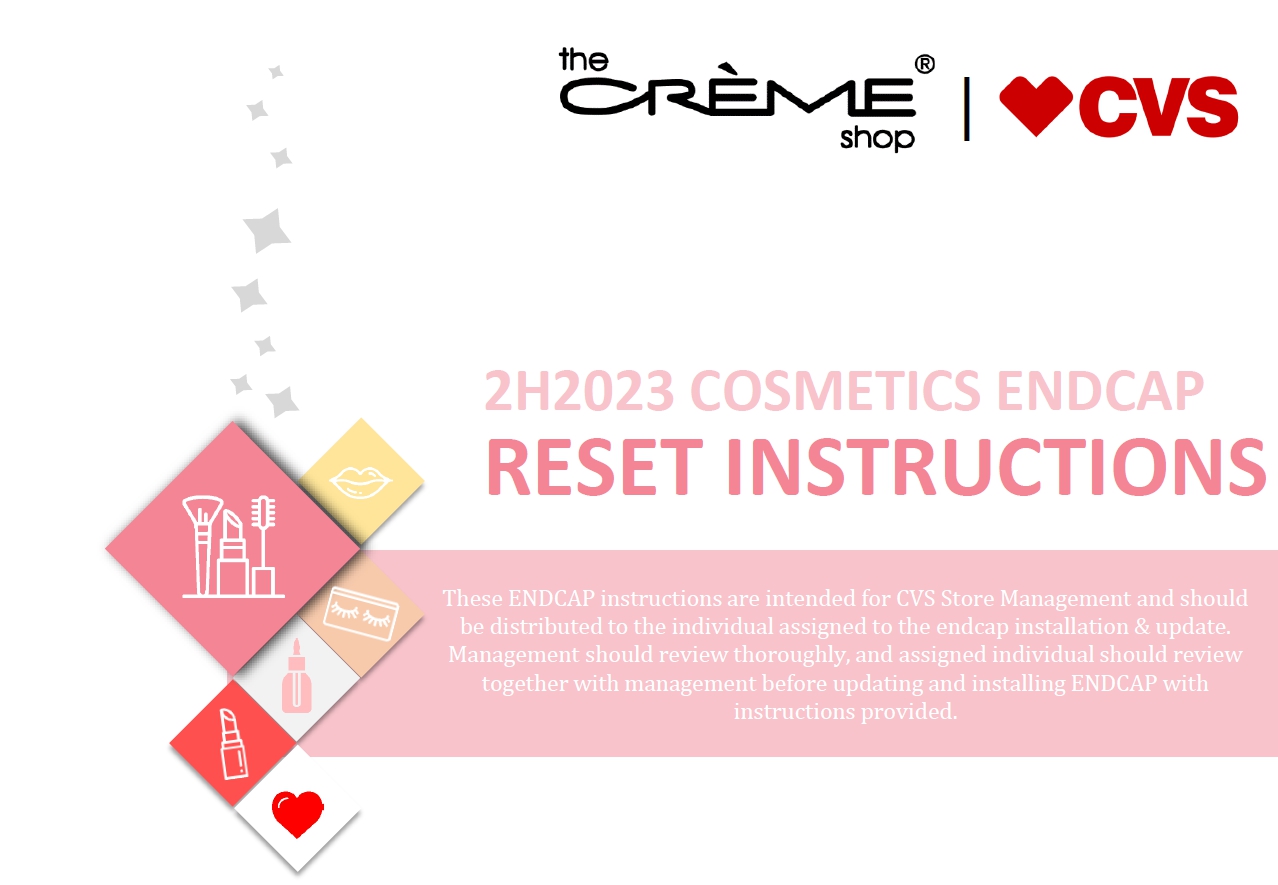 the
CRÈME®
shop
CVS
2H2023 COSMETICS ENDCAP
RESET INSTRUCTIONS
These ENDCAP instructions are intended for CVS Store Management and should
be distributed to the individual assigned to the endcap installation & update.
Management should review thoroughly, and assigned individual should review
together with management before updating and installing ENDCAP with
instructions provided.